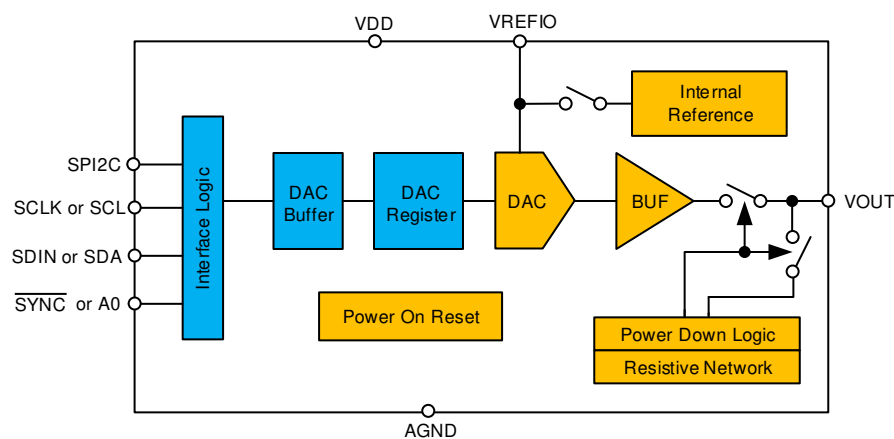 VDD
VREFIO
Internal
Reference
SPI2C
SCLK or SCL
SDIN or SDA
SYNC or A0
Interface Logic
DAC
Buffer
DAC
Register
DAC
BUF
VOUT
Power On Reset
Power Down Logic
Resistive Network
AGND